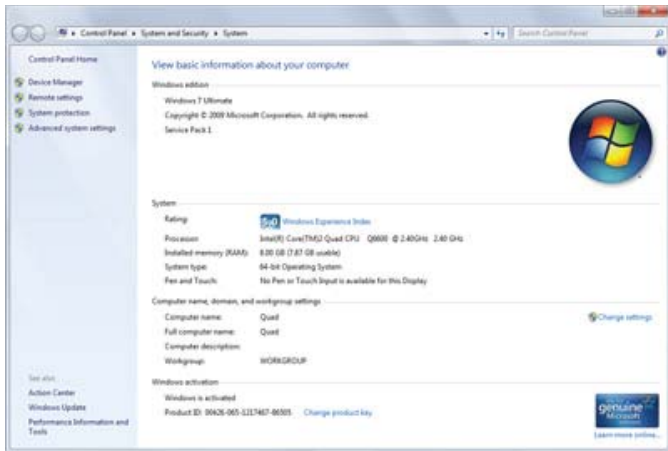 Control Panel ▸ System and Security ▸ System
Search Control Panel
Control Panel Home
Device Manager
Remote settings
System protection
Advanced system settings
View basic information about your computer
Windows edition
Windows 7 Ultimate
Copyright © 2009 Microsoft Corporation. All rights reserved.
Service Pack 1
System
Rating:
5.0 Windows Experience Index
Processor: Intel(R) Core(TM)2 Quad CPU Q6600 @ 2.40GHz 2.40 GHz
Installed memory (RAM): 8.00 GB (7.87 GB usable)
System type: 64-bit Operating System
Pen and Touch: No Pen or Touch Input is available for this Display
Computer name, domain, and workgroup settings
Computer name: Quad
Change settings
Full computer name: Quad
Computer description:
Workgroup: WORKGROUP
Windows activation
Windows is activated
Product ID: 00426-065-1217467-86505 Change product key
See also
Action Center
Windows Update
Performance Information and
Tools
genuine
Microsoft
Learn more online...